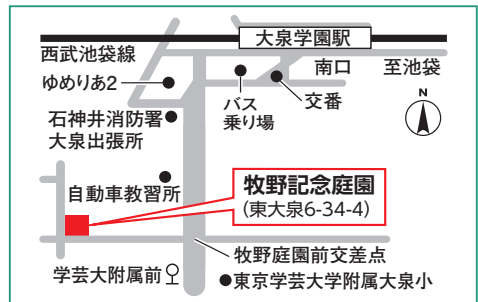 大泉学園駅
西武池袋線
南口
至池袋
ゆめりあ2
バス
乗り場
交番
N
石神井消防署
大泉出張所
自動車教習所
牧野記念庭園
(東大泉6-34-4)
牧野庭園前交差点
学芸大附属前
東京学芸大学附属大泉小